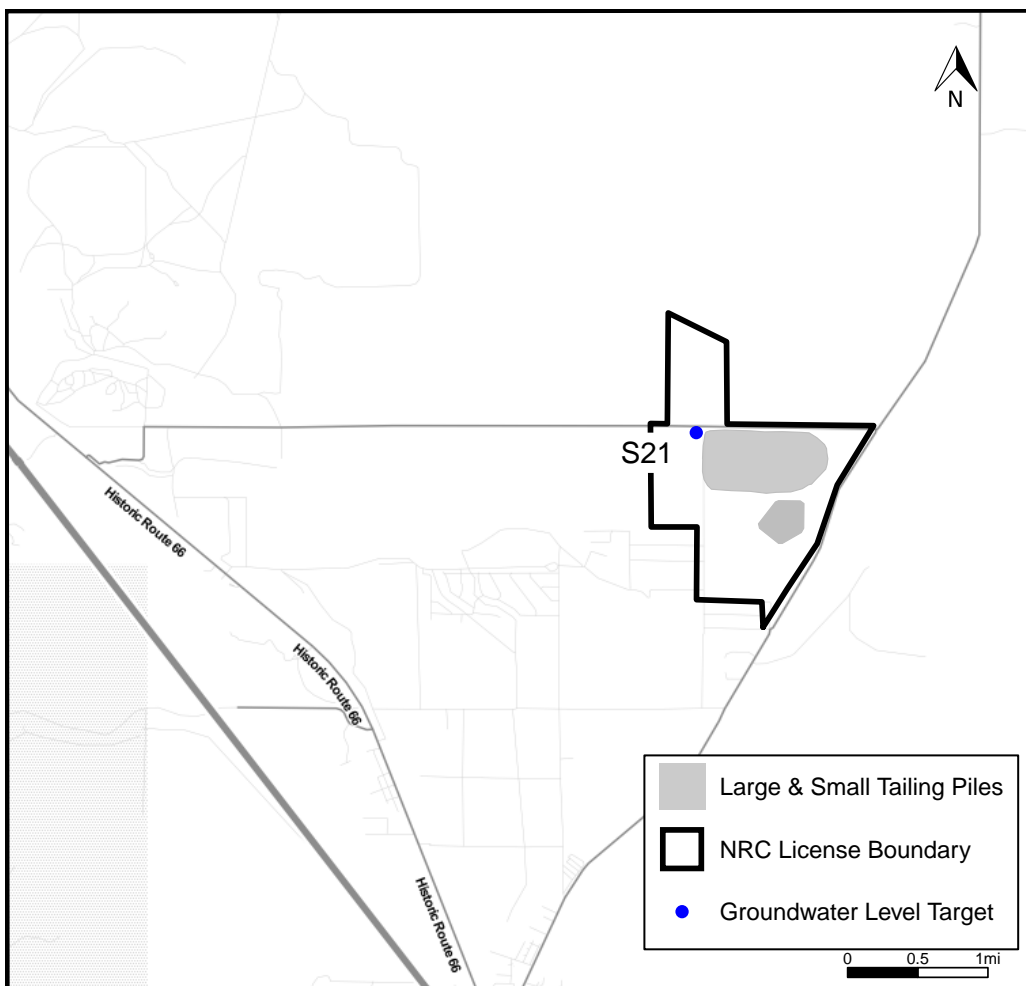 N
S21
Historic Route 66
Historic Route 66
Historic Route 66
Large & Small Tailing Piles
NRC License Boundary
Groundwater Level Target
0 0.5 1mi